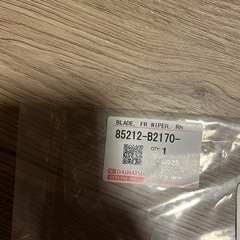 BLADE, FR WIPER, RH
85212-B2170-
QTY.
1
DAIHATSU